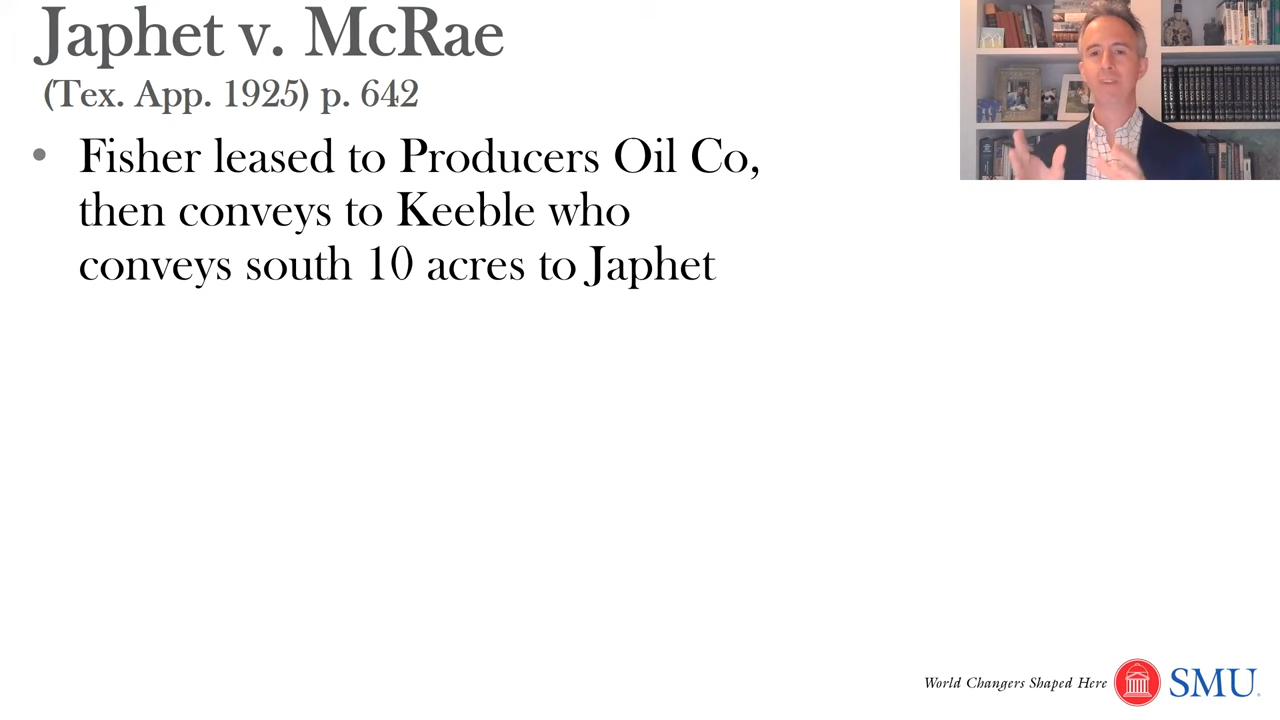 Japhet v. McRae
(Tex. App. 1925) p. 642
• Fisher leased to Producers Oil Co,
then conveys to Keeble who
conveys south 10 acres to Japhet
World Changers Shaped Here
SMU